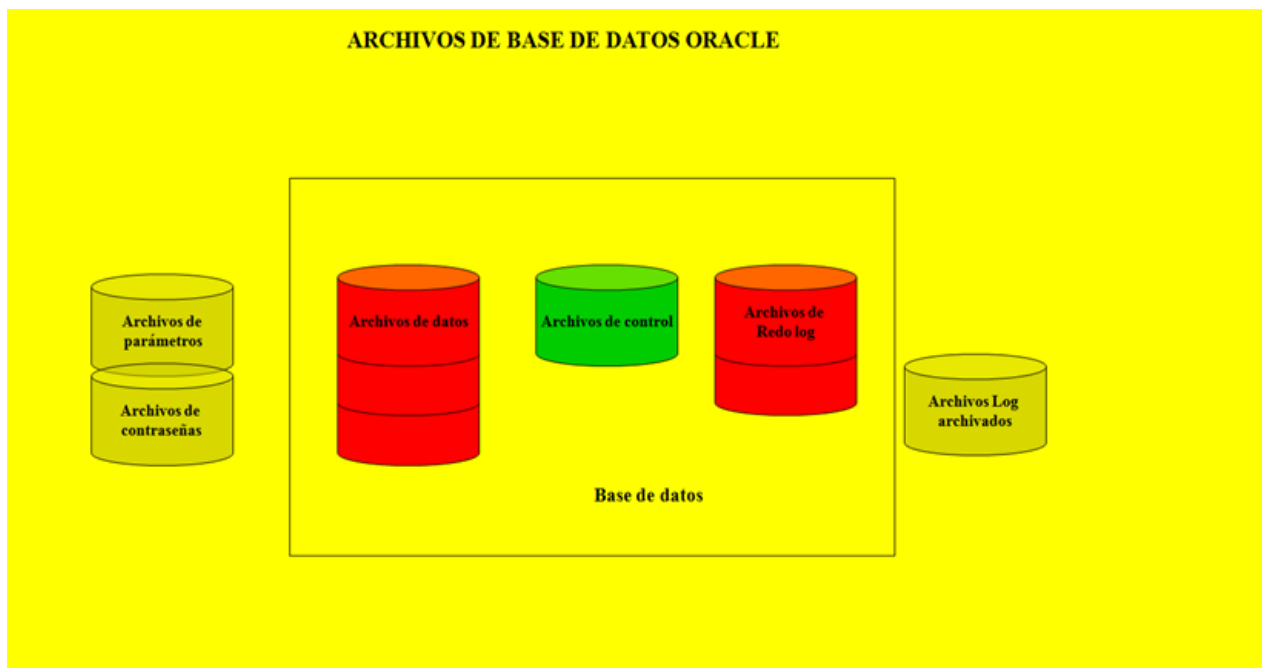 ARCHIVOS DE BASE DE DATOS ORACLE
Archivos de
parámetros
Archivos de
contraseñas
Archivos de datos
Archivos de control
Archivos de
Redo log
Archivos Log
archivados
Base de datos